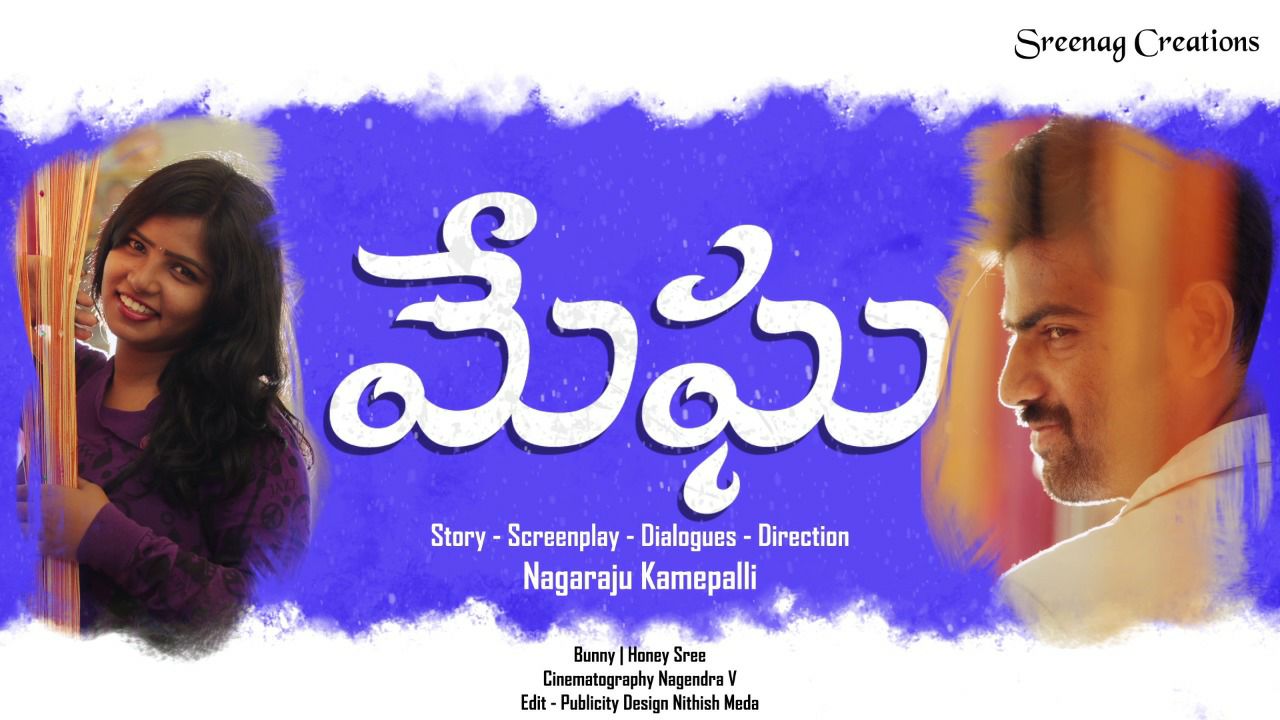 Sreenag Creations
మేఘ
Story - Screenplay - Dialogues - Direction
Nagaraju Kamepalli
Bunny | Honey Sree
Cinematography Nagendra V
Edit - Publicity Design Nithish Meda